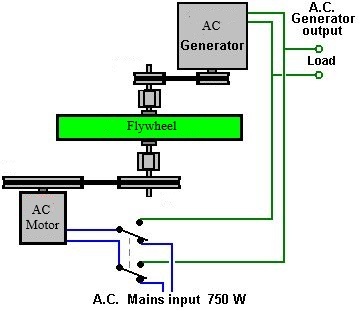 AC
Generator
A.C.
Generator
output
Load
Flywheel
AC
Motor
A.C. Mains input 750 W